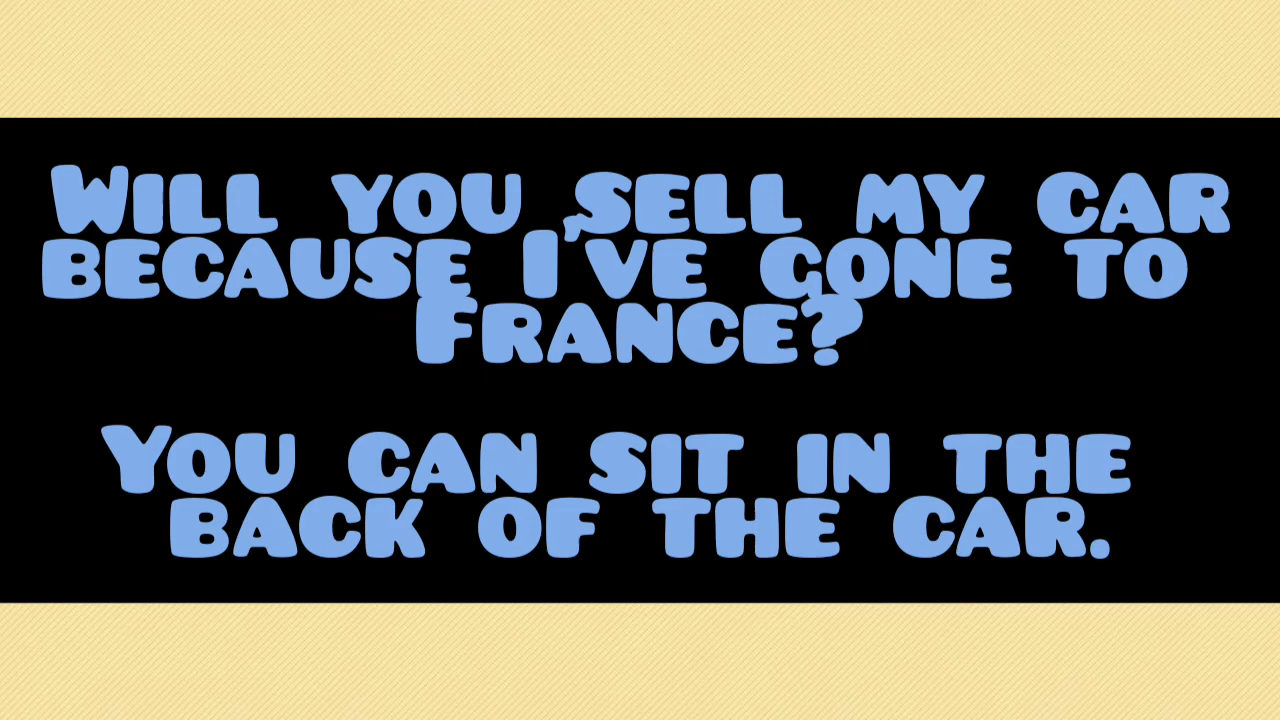 Will you sell my car
because I've gone to
France?
You can sit in the
back of the car.